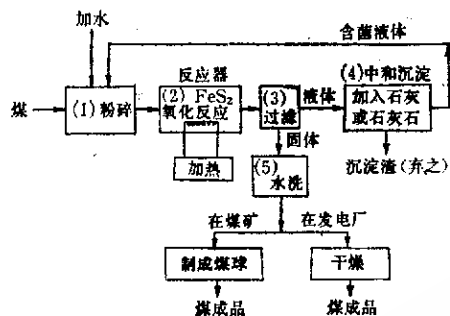 加水
含菌液体
反应器
(4)中和沉淀
煤
(1)粉碎
(2) FeS₂
氧化反应
(3)
过滤
液体
加入石灰
或石灰石
固体
加热
(5)
水洗
沉淀渣(弃之)
在煤矿
在发电厂
制成煤球
干燥
煤成品
煤成品